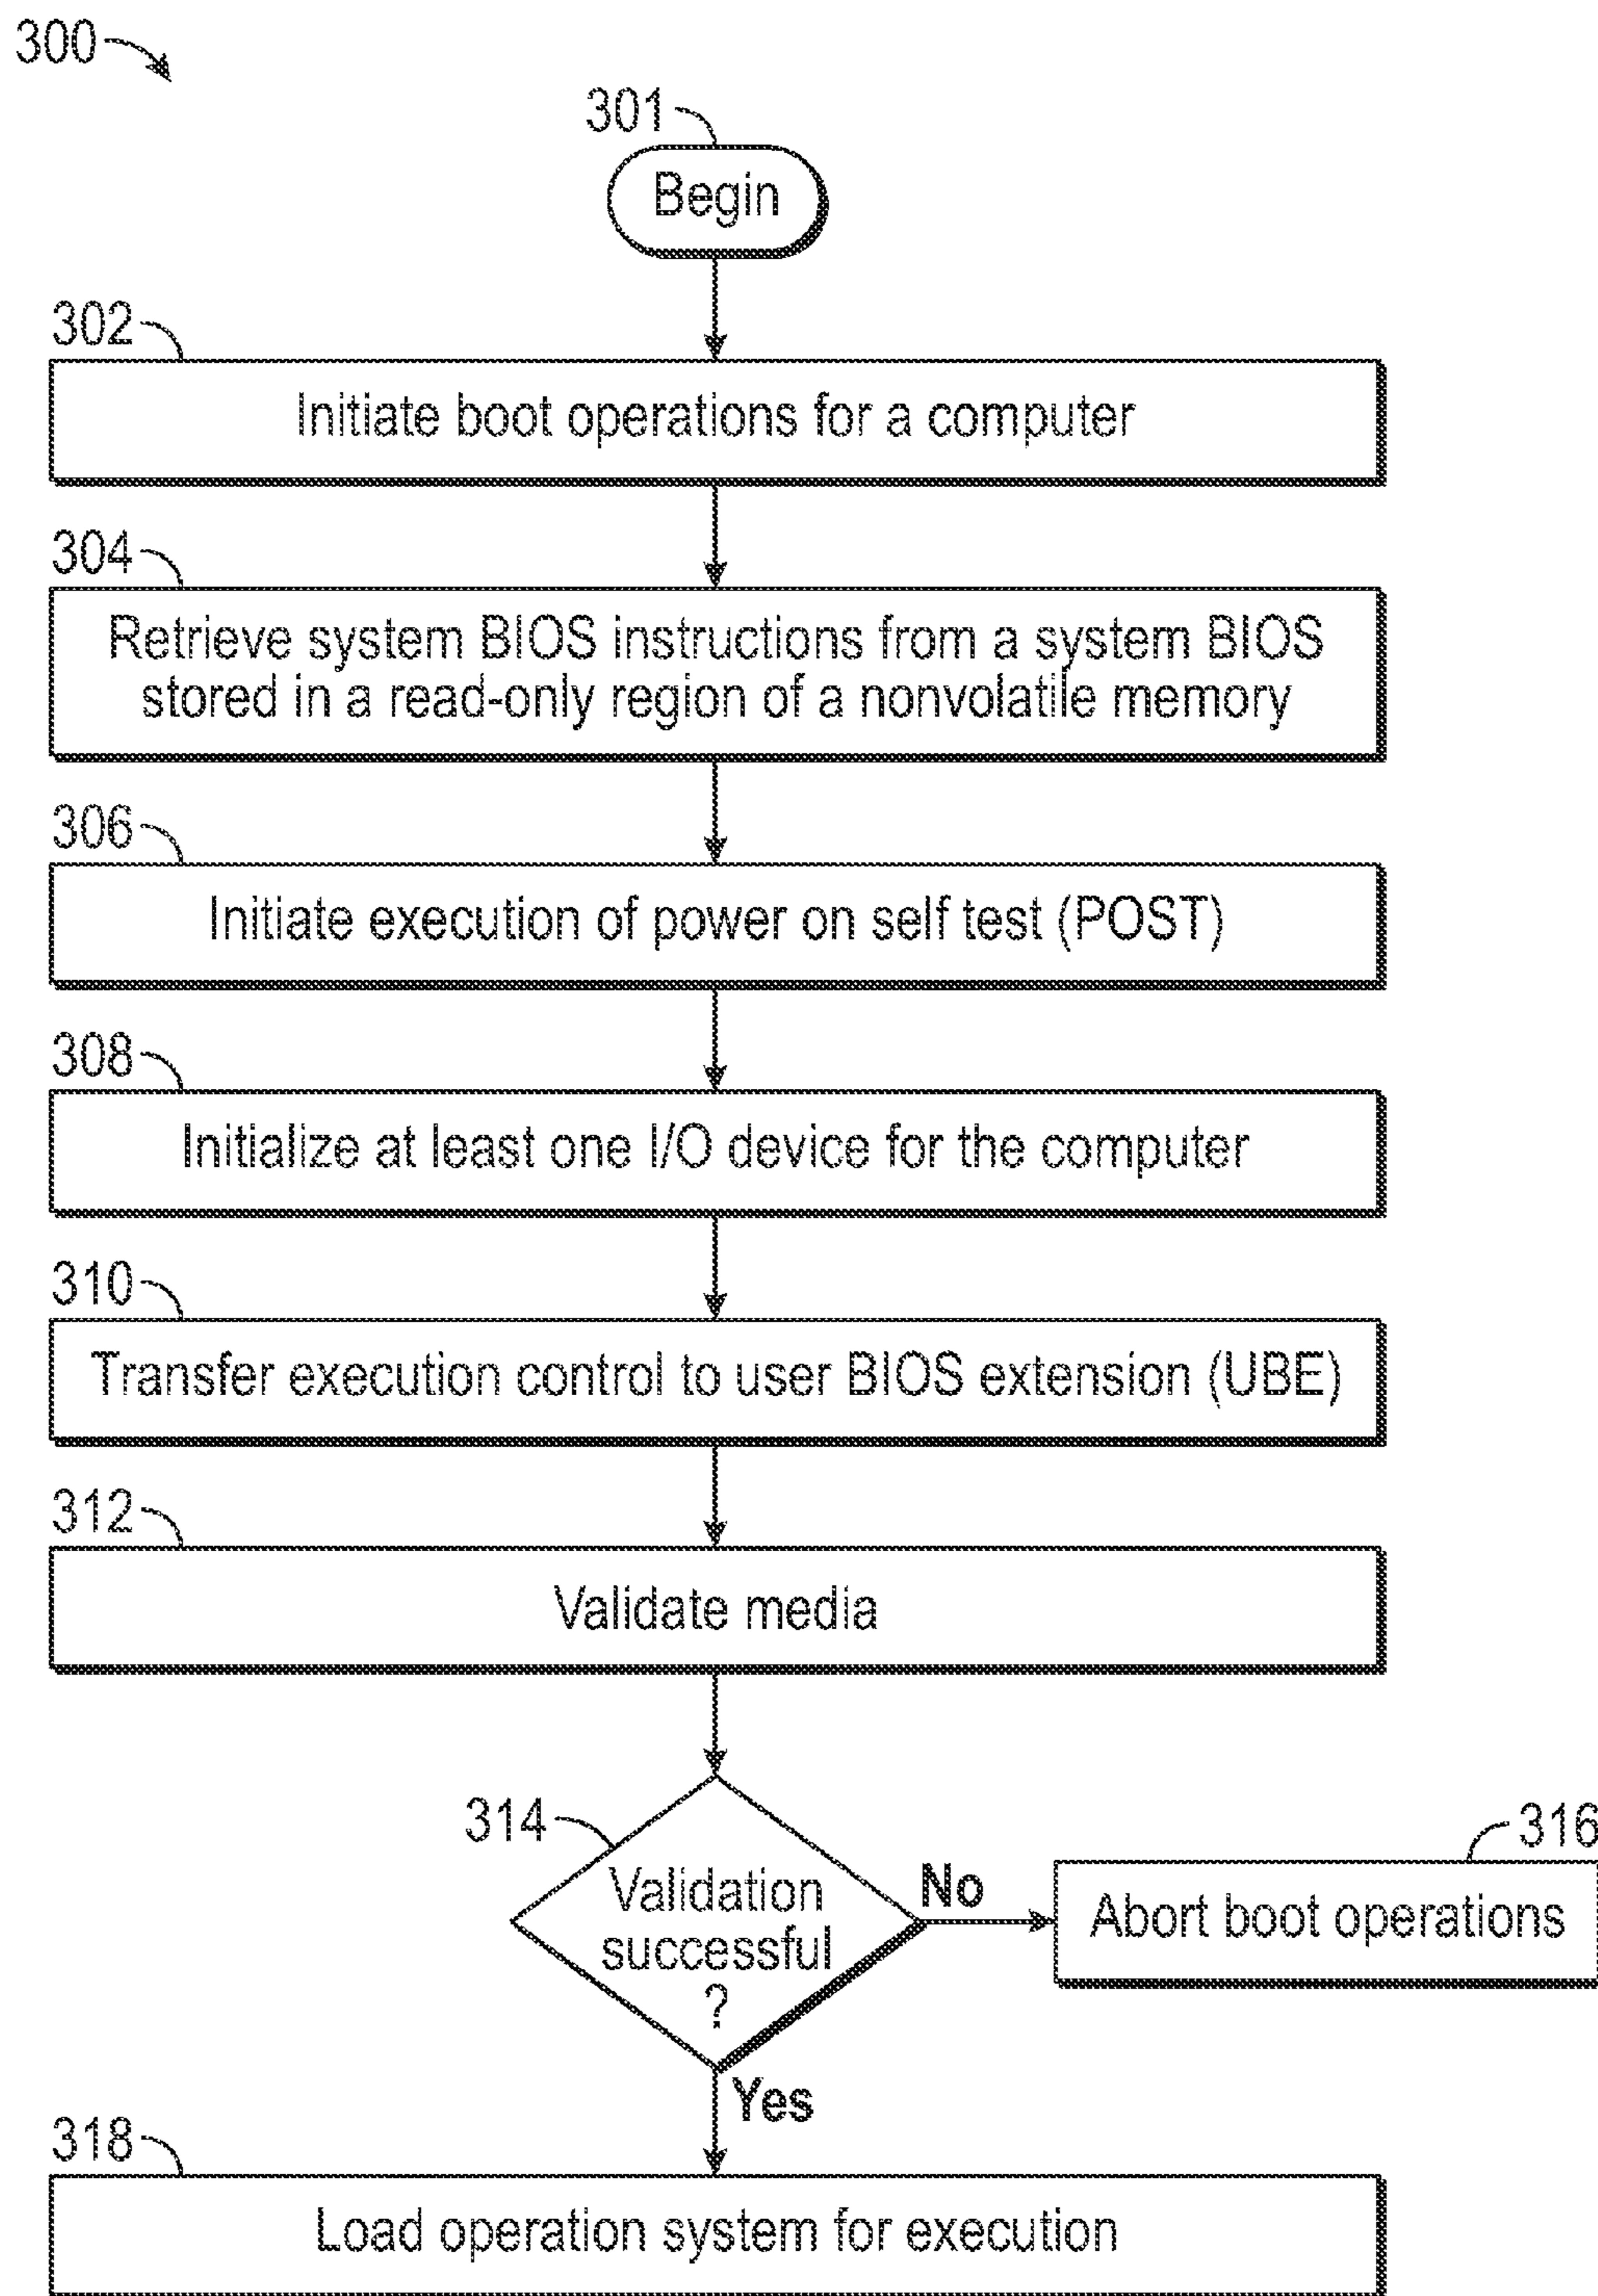 300
301
Begin
302
Initiate boot operations for a computer
304
Retrieve system BIOS instructions from a system BIOS
stored in a read-only region of a nonvolatile memory
306
Initiate execution of power on self test (POST)
308
Initialize at least one I/O device for the computer
310
Transfer execution control to user BIOS extension (UBE)
312
Validate media
314
Validation
successful
?
No
316
Abort boot operations
Yes
318
Load operation system for execution